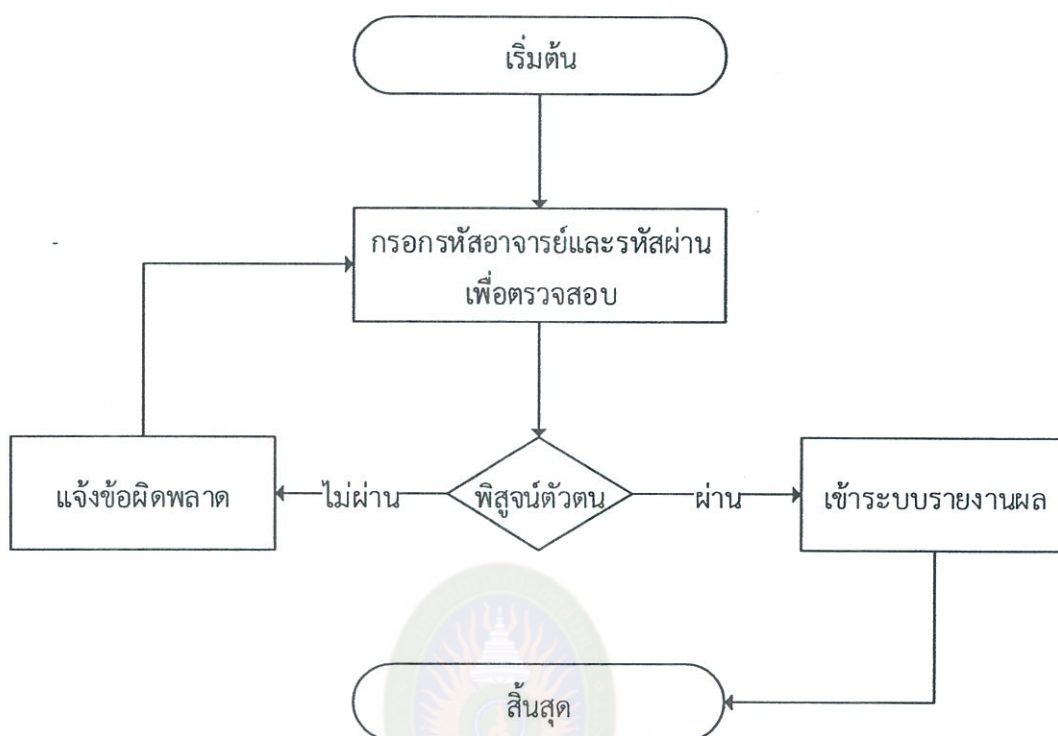 เริ่มต้น
กรอกรหัสอาจารย์และรหัสผ่าน
เพื่อตรวจสอบ
แจ้งข้อผิดพลาด
ไม่ผ่าน
พิสูจน์ตัวตน
ผ่าน
เข้าระบบรายงานผล
สิ้นสุด